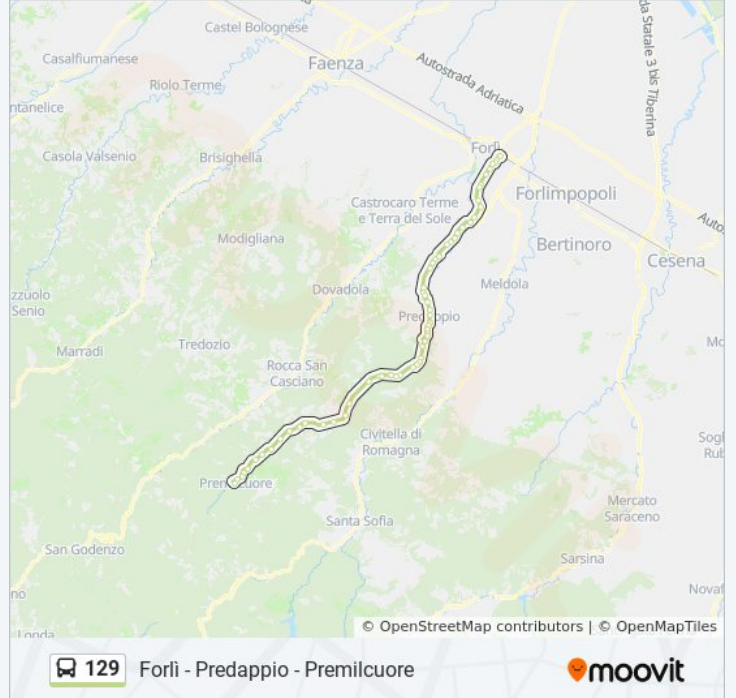 Castel Bolognese
Casalfiumanese
Faenza
Autostrada Adriatica
da Statale 3 bis Tiberina
Riolo Terme
ntanelice
Casola Valsenio
Brisighella
Forlì
Castrocaro Terme
e Terra del Sole
Forlimpopoli
Modigliana
Bertinoro
Auto
Cesena
zzuolo
Senio
Dovadola
Meldola
Predappio
Marradi
Tredozio
Mo
Rocca San
Casciano
Civitella di
Romagna
Sogl
Rub
Premilcuore
Santa Sofia
Mercato
Saraceno
San Godenzo
Sarsina
Novaf
no
Londa
© OpenStreetMap contributors | © OpenMapTiles
129 Forlì - Predappio - Premilcuore
moovit